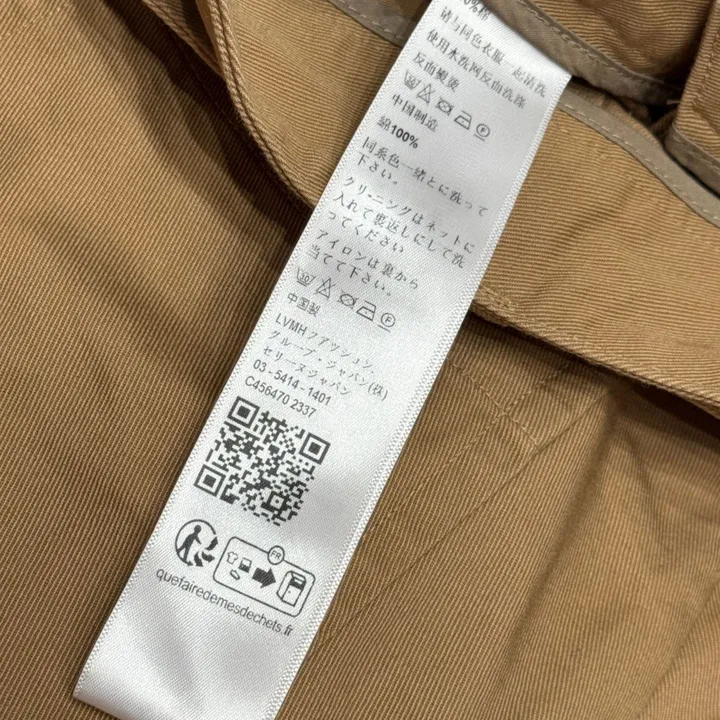 %棉
请与同色衣服一起清洗
使用水洗网反面洗涤
反面熨烫
中国制造
綿100%
同系色一緒とに洗って
下さい。
クリ-ニングはネットに
入れて裏返しにして洗
ってください
アイロンは裏から
当てて下さい。
30
中国製
LVMHファッション.
グループ・ジャパン(株)
セリーヌジャパン
03 - 5414 - 1401
C456470 2337
FR
quefairedemesdechets.fr